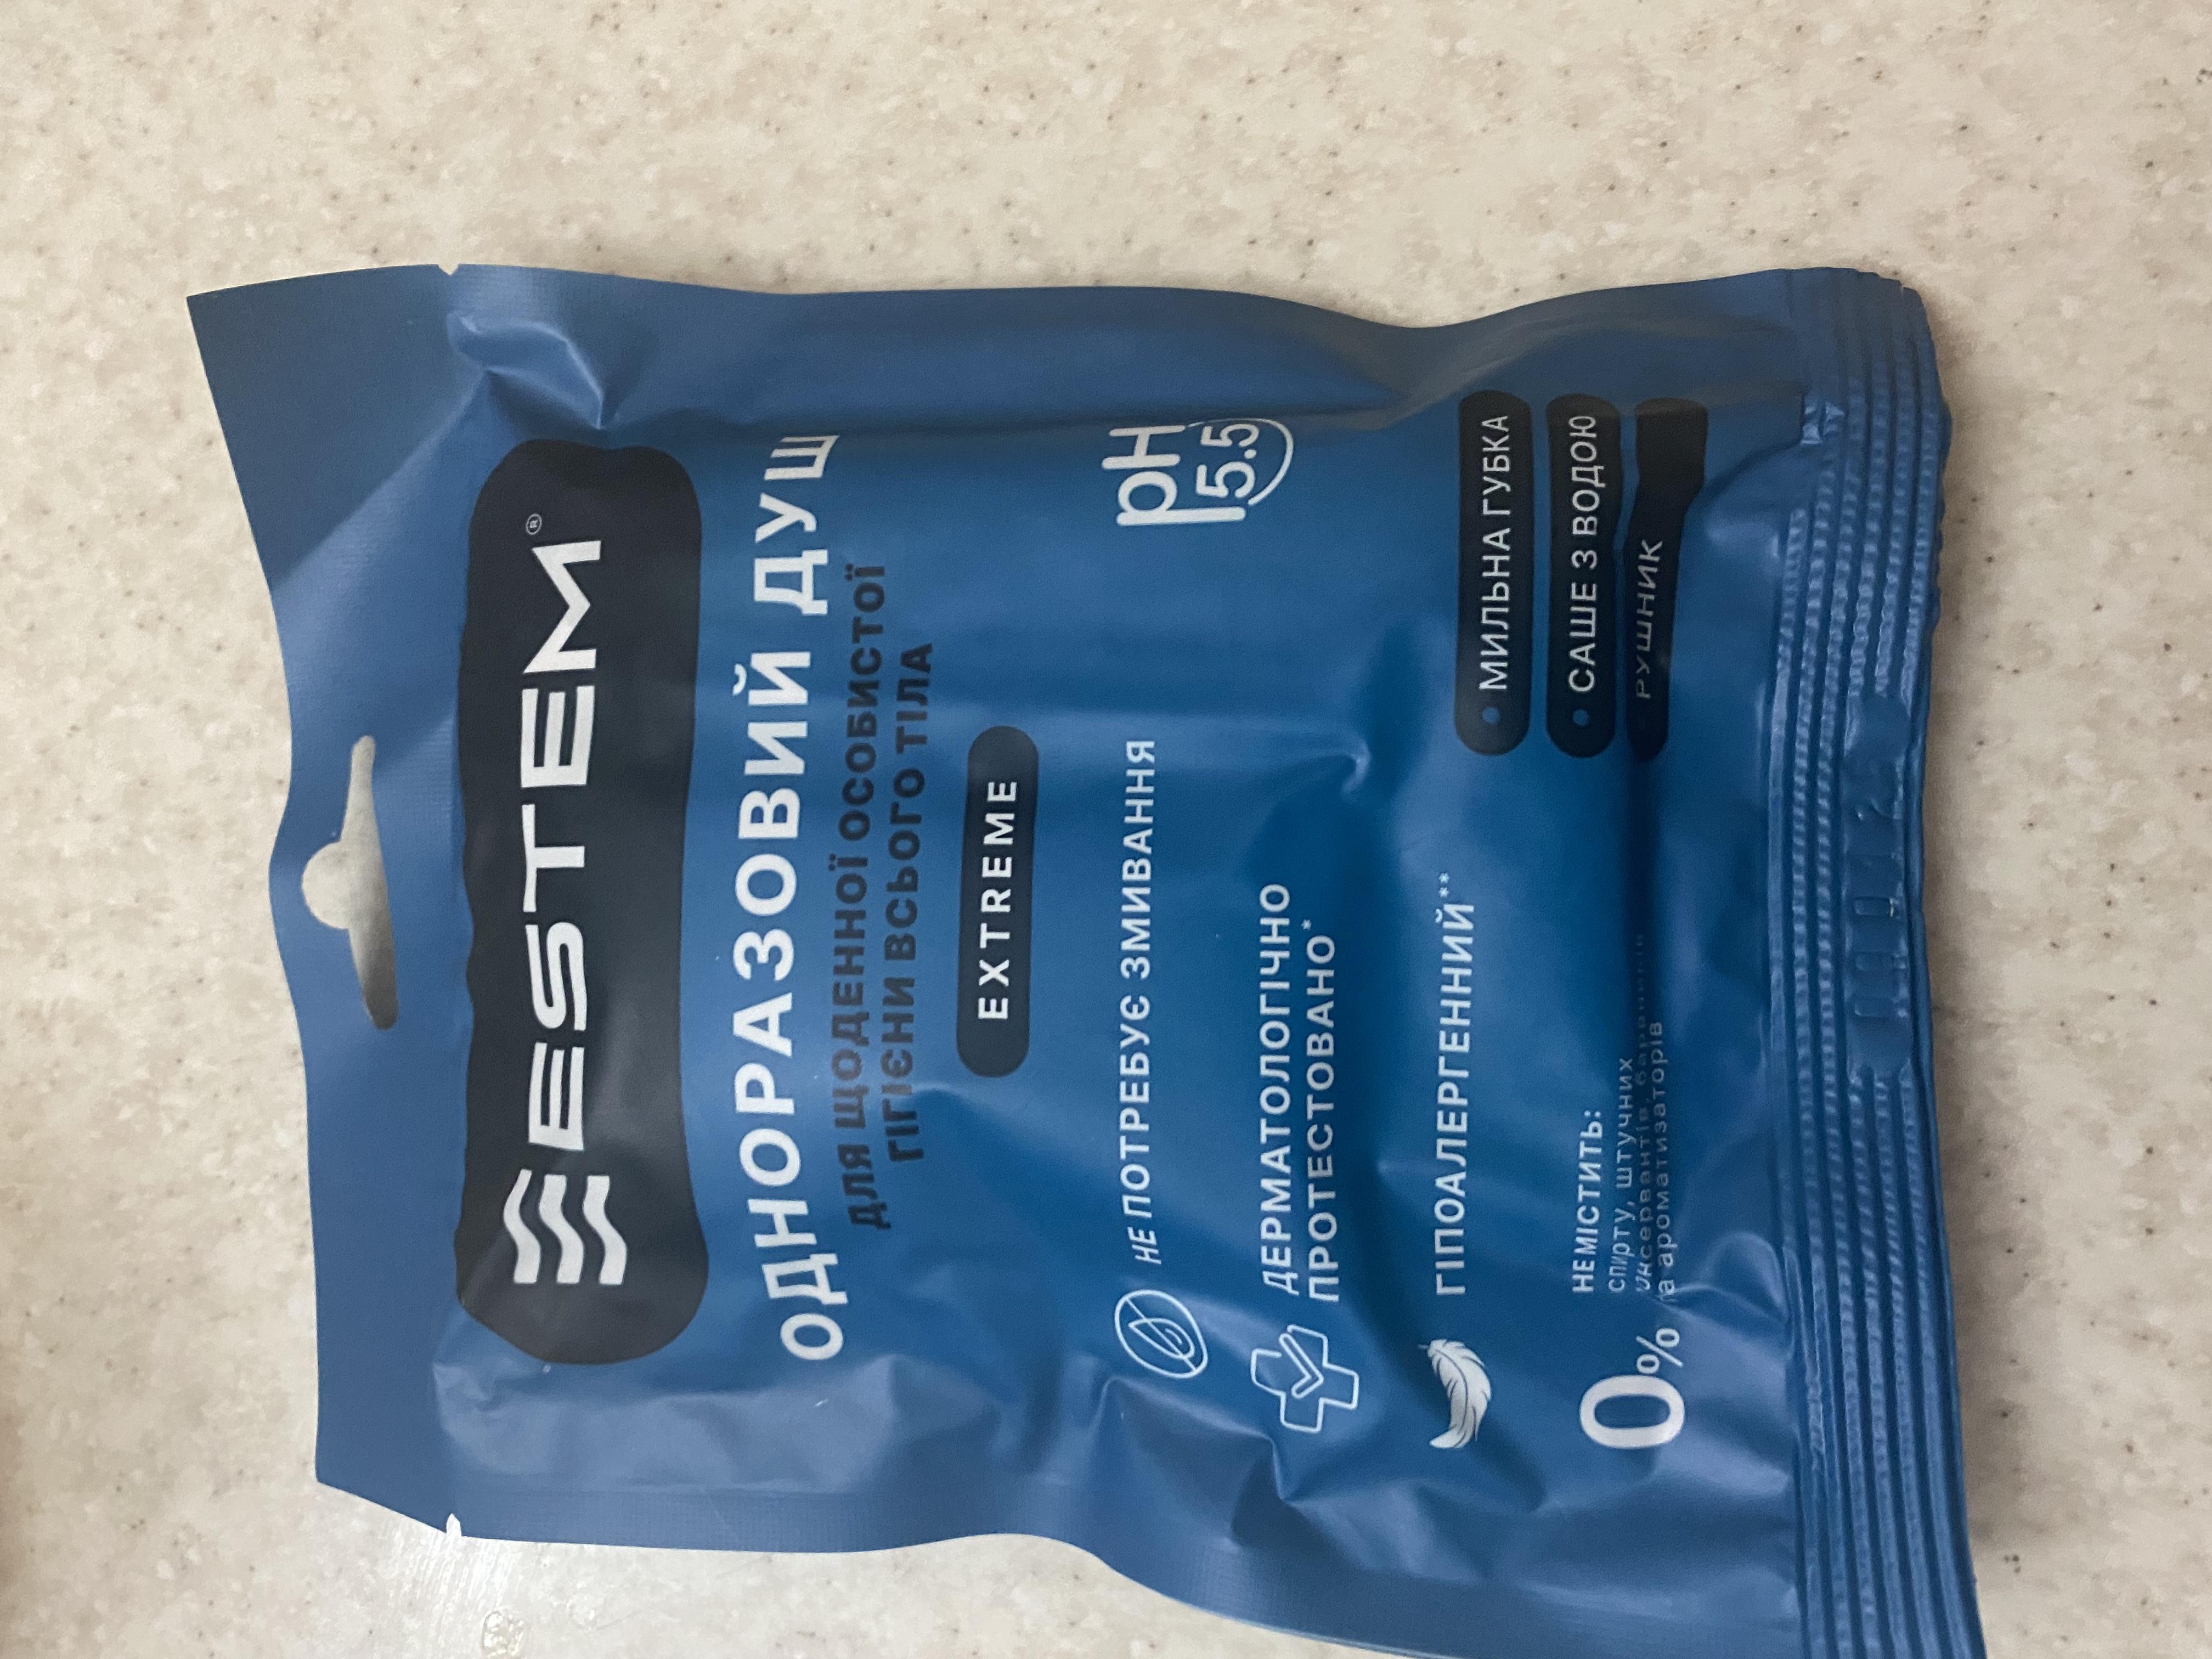 ESTEM®
ОДНОРАЗОВИЙ ДУШ
ДЛЯ ЩОДЕННОЇ ОСОБИСТОЇ
ГІГІЄНИ ВСЬОГО ТІЛА
EXTREME
pH
5.5
НЕ ПОТРЕБУЄ ЗМИВАННЯ
ДЕРМАТОЛОГІЧНО
ПРОТЕСТОВАНО*
ГІПОАЛЕРГЕННИЙ**
• МИЛЬНА ГУБКА
• САШЕ З ВОДОЮ
РУШНИК
0%
НЕ МІСТИТЬ:
спирту, штучних
консервантів, барвників
та ароматизаторів